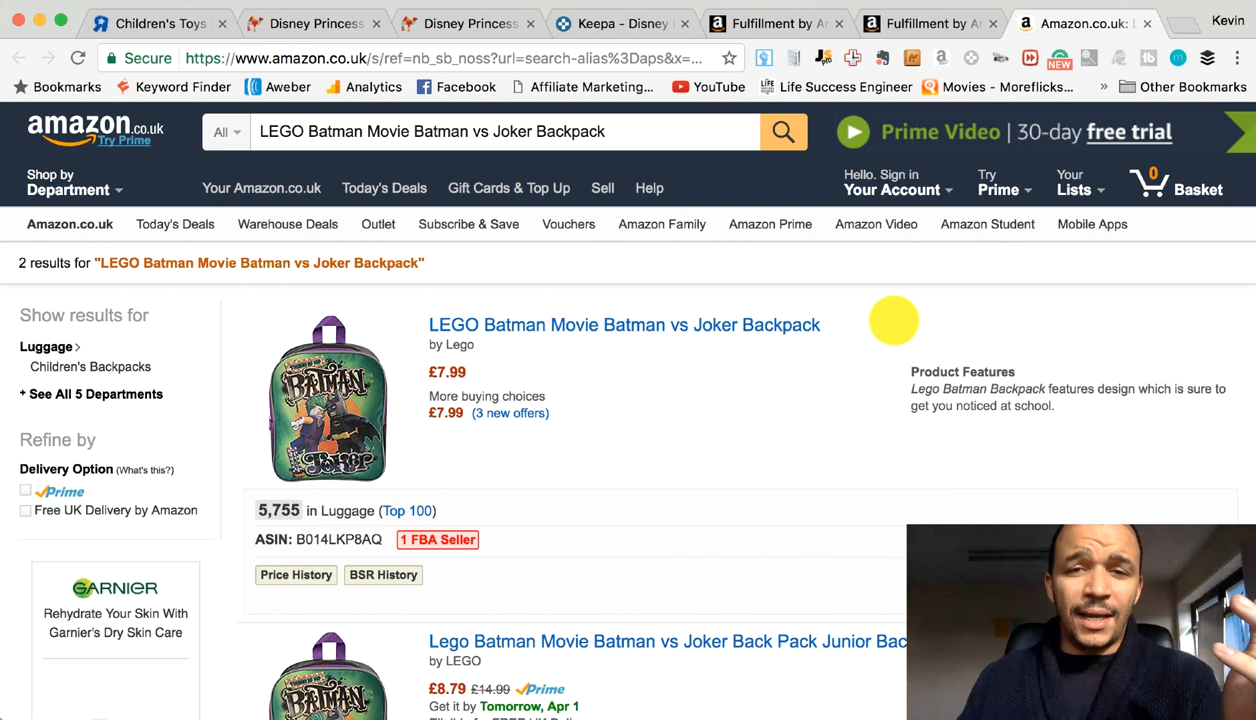 Children's Toys
Disney Princess
Disney Princess
Keepa - Disney
Fulfillment by A
Fulfillment by A
Amazon.co.uk: L
Kevin
Secure
https://www.amazon.co.uk/s/ref=nb_sb_noss?url=search-alias%3Daps&x=...
NEW
Bookmarks
Keyword Finder
Aweber
Analytics
Facebook
Affiliate Marketing...
YouTube
Life Success Engineer
Movies - Moreflicks...
» Other Bookmarks
amazon.co.uk
Try Prime
All
LEGO Batman Movie Batman vs Joker Backpack
Prime Video | 30-day free trial
Shop by
Department
Your Amazon.co.uk
Today's Deals
Gift Cards & Top Up
Sell
Help
Hello. Sign in
Your Account
Try
Prime
Your
Lists
0
Basket
Amazon.co.uk
Today's Deals
Warehouse Deals
Outlet
Subscribe & Save
Vouchers
Amazon Family
Amazon Prime
Amazon Video
Amazon Student
Mobile Apps
2 results for "LEGO Batman Movie Batman vs Joker Backpack"
Show results for
Luggage
Children's Backpacks
+ See All 5 Departments
Refine by
Delivery Option (What's this?)
Prime
Free UK Delivery by Amazon
GARNIER
Rehydrate Your Skin With
Garnier's Dry Skin Care
BATMAN
JOKER
LEGO Batman Movie Batman vs Joker Backpack
by Lego
£7.99
More buying choices
£7.99 (3 new offers)
Product Features
Lego Batman Backpack features design which is sure to
get you noticed at school.
5,755 in Luggage (Top 100)
ASIN: B014LKP8AQ
1 FBA Seller
Price History
BSR History
BATMAN
Lego Batman Movie Batman vs Joker Back Pack Junior Bac
by LEGO
£8.79 £14.99 Prime
Get it by Tomorrow, Apr 1